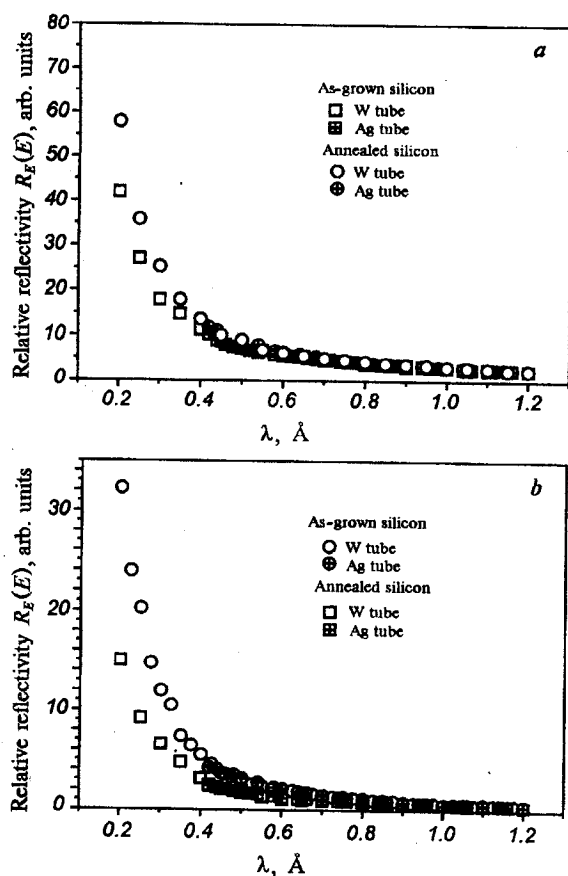 a
80
70
60
50
40
30
20
10
0
Relative reflectivity R_E(E), arb. units
As-grown silicon
W tube
Ag tube
Annealed silicon
W tube
Ag tube
0.2 0.4 0.6 0.8 1.0 1.2
λ, Å
b
30
20
10
0
Relative reflectivity R_E(E), arb. units
As-grown silicon
W tube
Ag tube
Annealed silicon
W tube
Ag tube
0.2 0.4 0.6 0.8 1.0 1.2
λ, Å